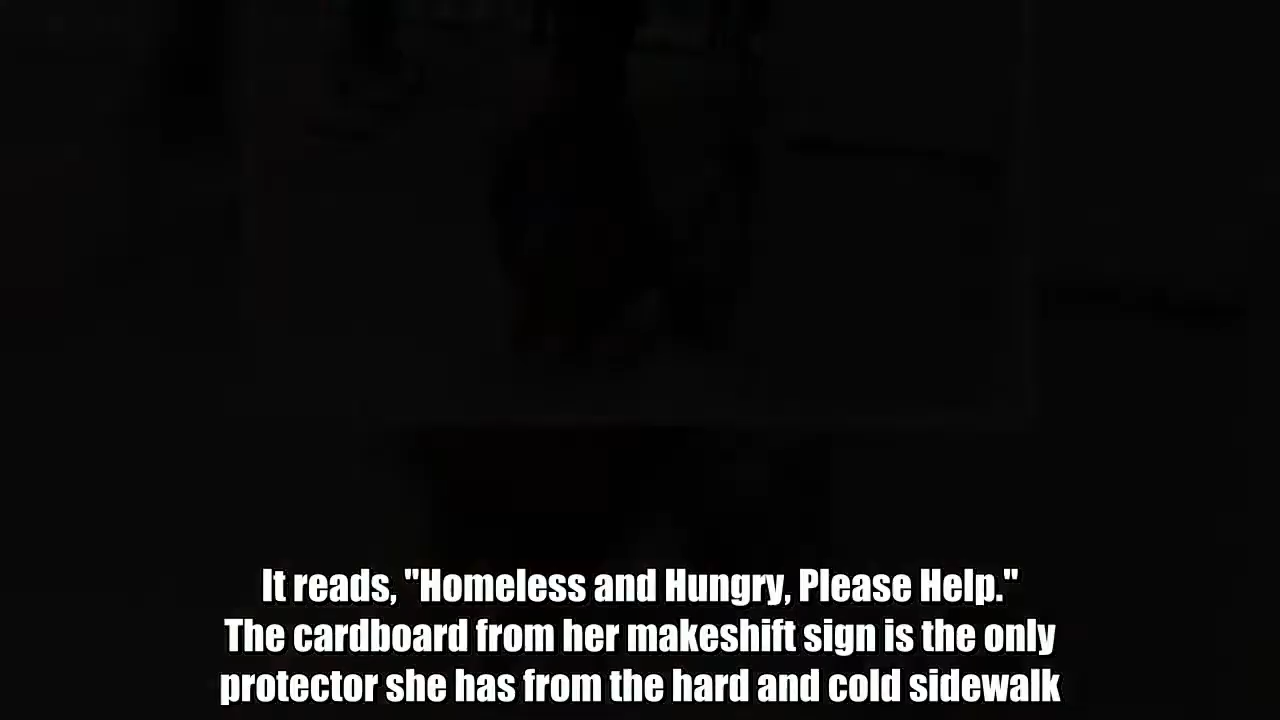 It reads, "Homeless and Hungry, Please Help."
The cardboard from her makeshift sign is the only
protector she has from the hard and cold sidewalk